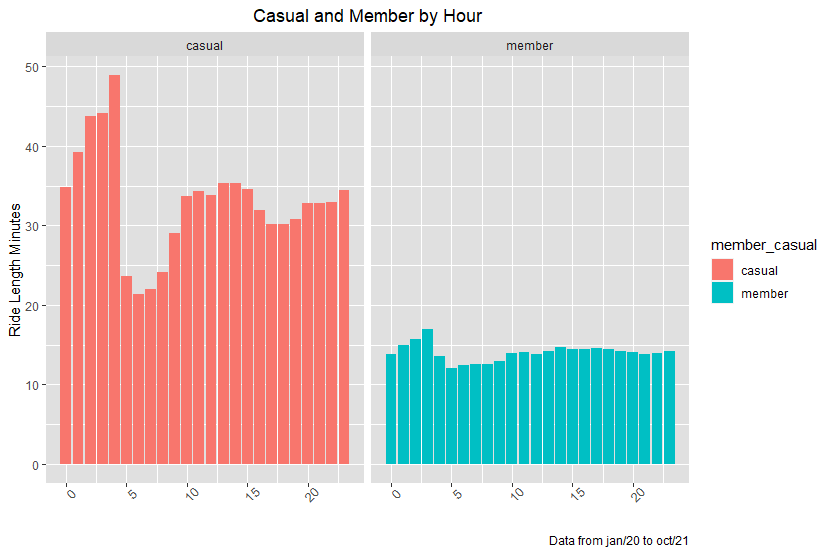 Casual and Member by Hour
casual
member
Ride Length Minutes
50
40
30
20
10
0
0 5 10 15 20
0 5 10 15 20
member_casual
casual
member
Data from jan/20 to oct/21